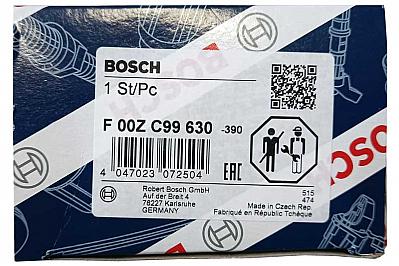 BOSCH
1 St/Pc
F 00Z C99 630 -390
4 047023 072504
EAC
BOSCH
Robert Bosch GmbH
Auf der Breit 4
76227 Karlsruhe
GERMANY
515
474
Made in Czech Rep.
Fabriqué en République Tchèque